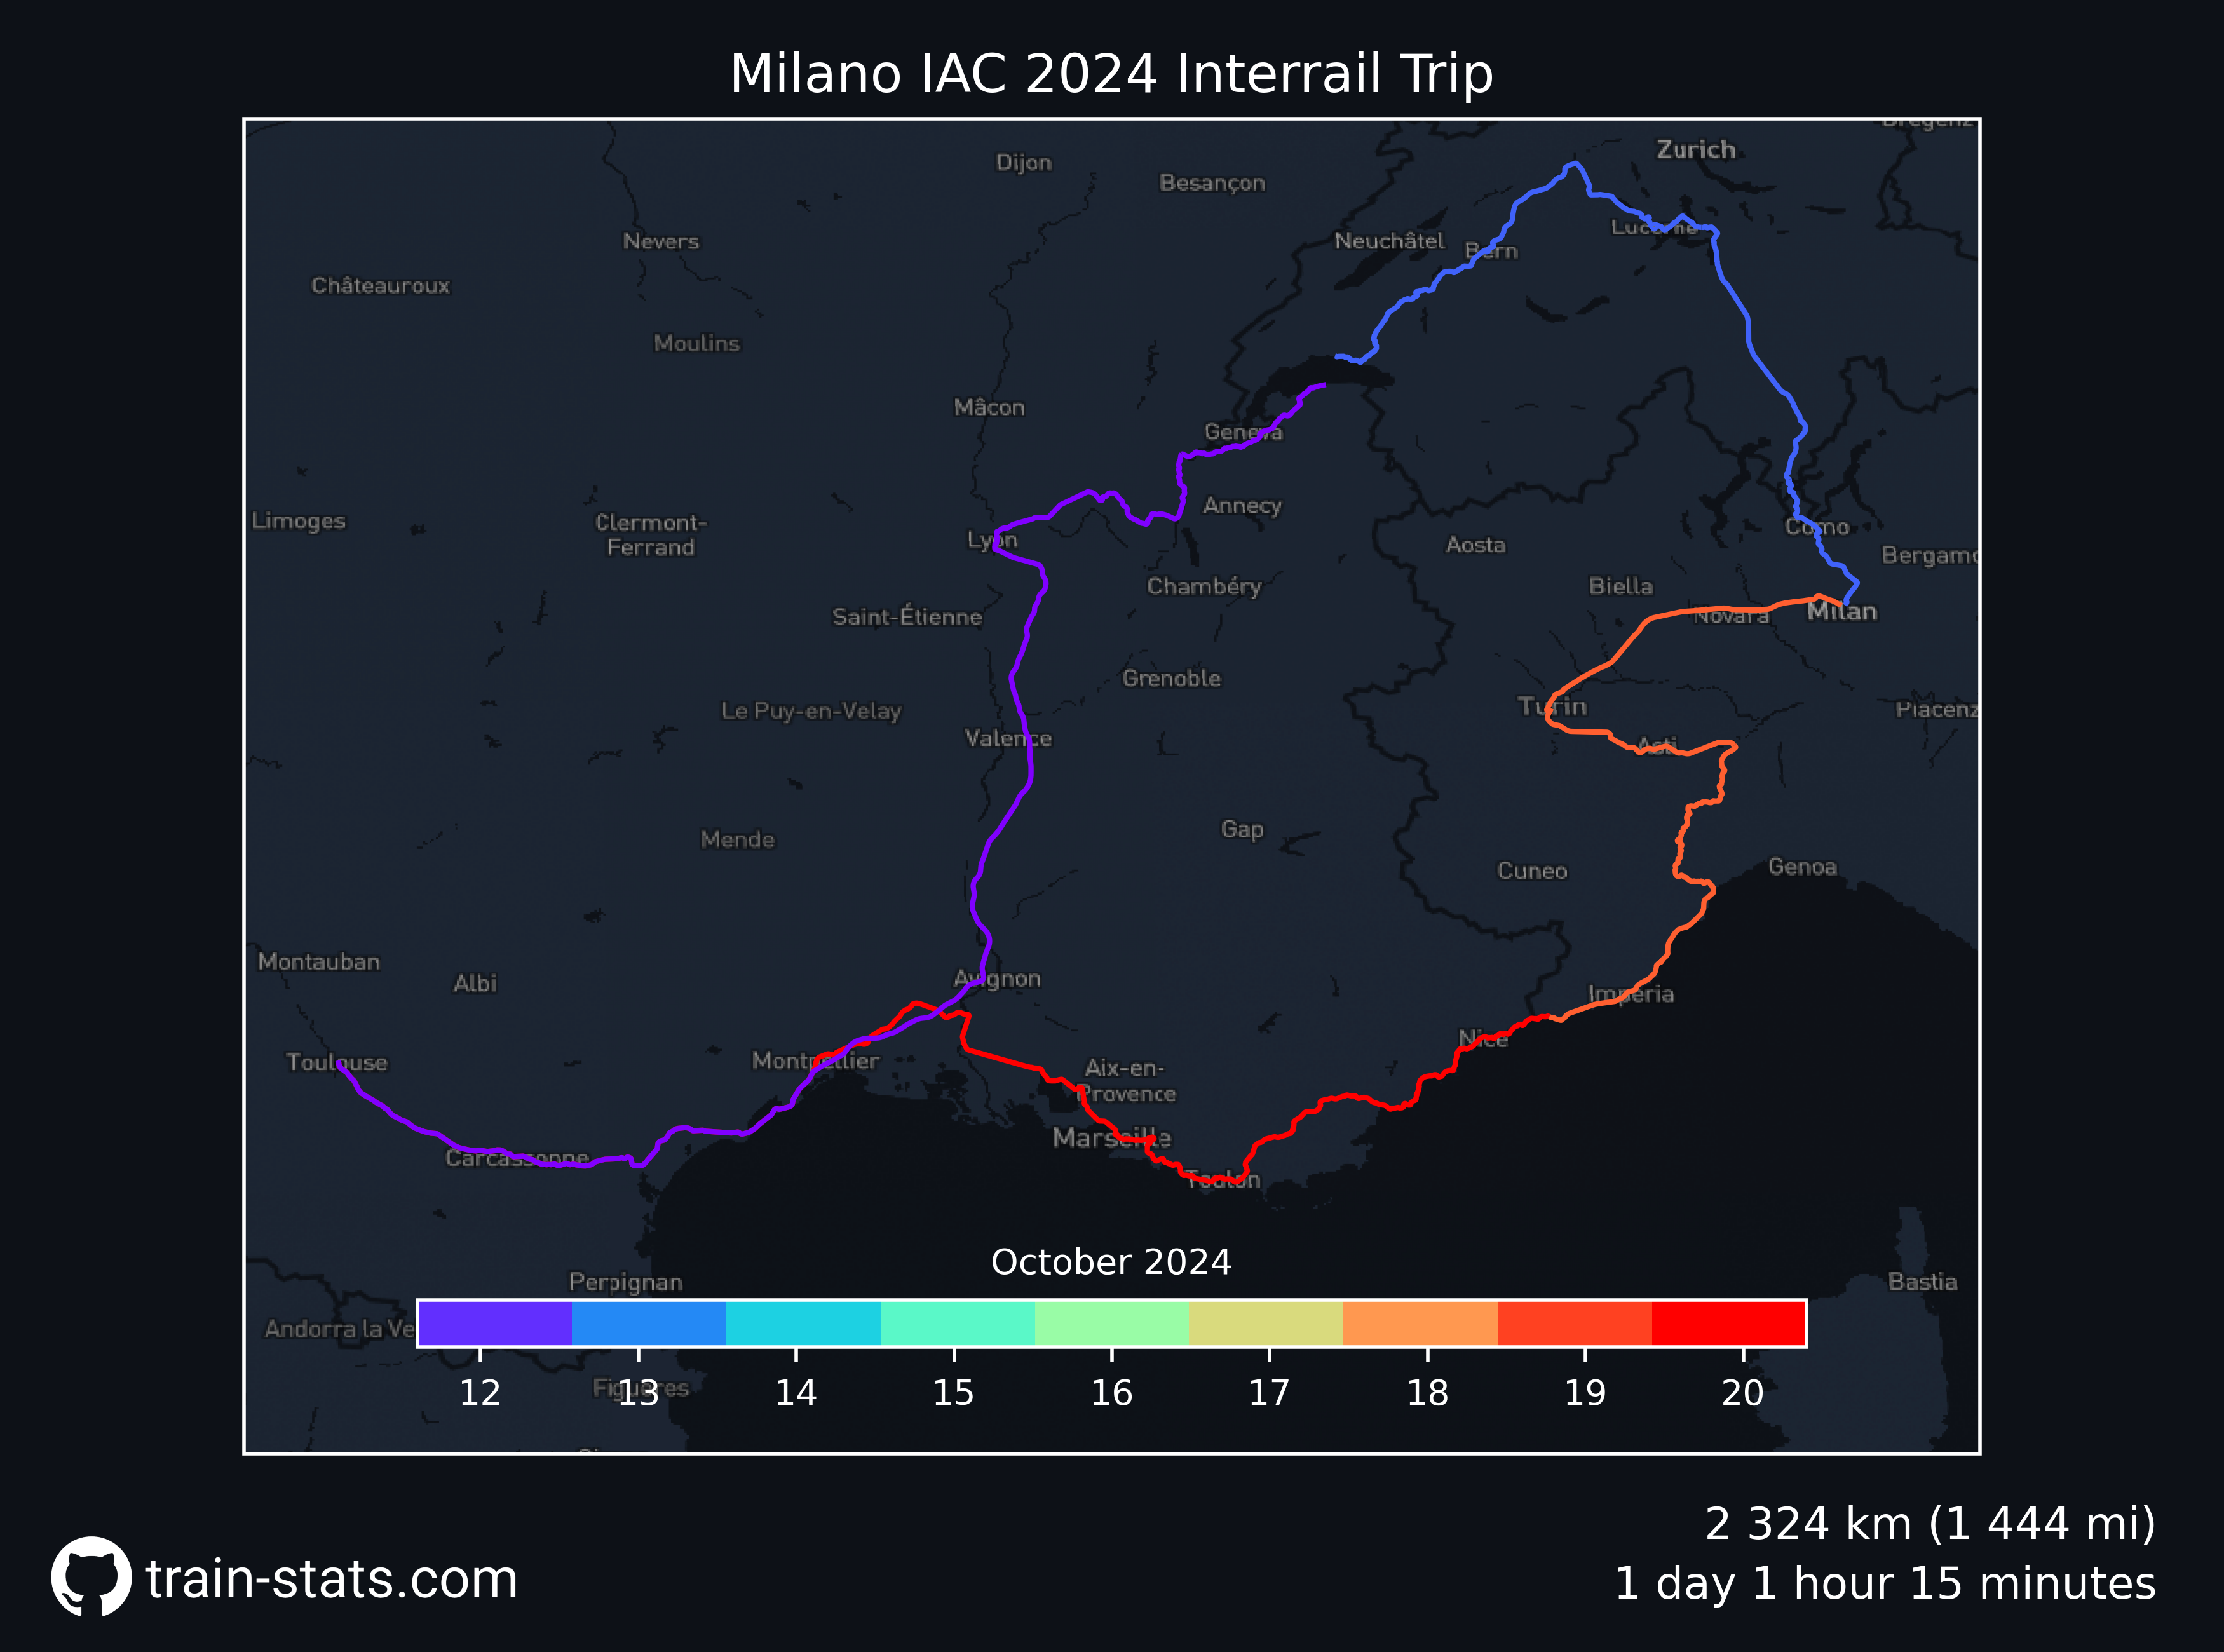 Milano IAC 2024 Interrail Trip
Bregenz
Zurich
Dijon
Besançon
Nevers
Neuchâtel
Bern
Lucerne
Châteauroux
Moulins
Mâcon
Geneva
Limoges
Clermont-
Ferrand
Lyon
Annecy
Aosta
Como
Bergamo
Chambéry
Biella
Saint-Étienne
Novara
Milan
Grenoble
Le Puy-en-Velay
Turin
Piacenz
Valence
Asti
Mende
Gap
Cuneo
Genoa
Montauban
Albi
Avignon
Imperia
Toulouse
Montpellier
Nice
Aix-en-
Provence
Marseille
Carcassonne
Toulon
October 2024
Perpignan
Bastia
Andorra la Ve
Figueres
12 13 14 15 16 17 18 19 20
2 324 km (1 444 mi)
train-stats.com
1 day 1 hour 15 minutes